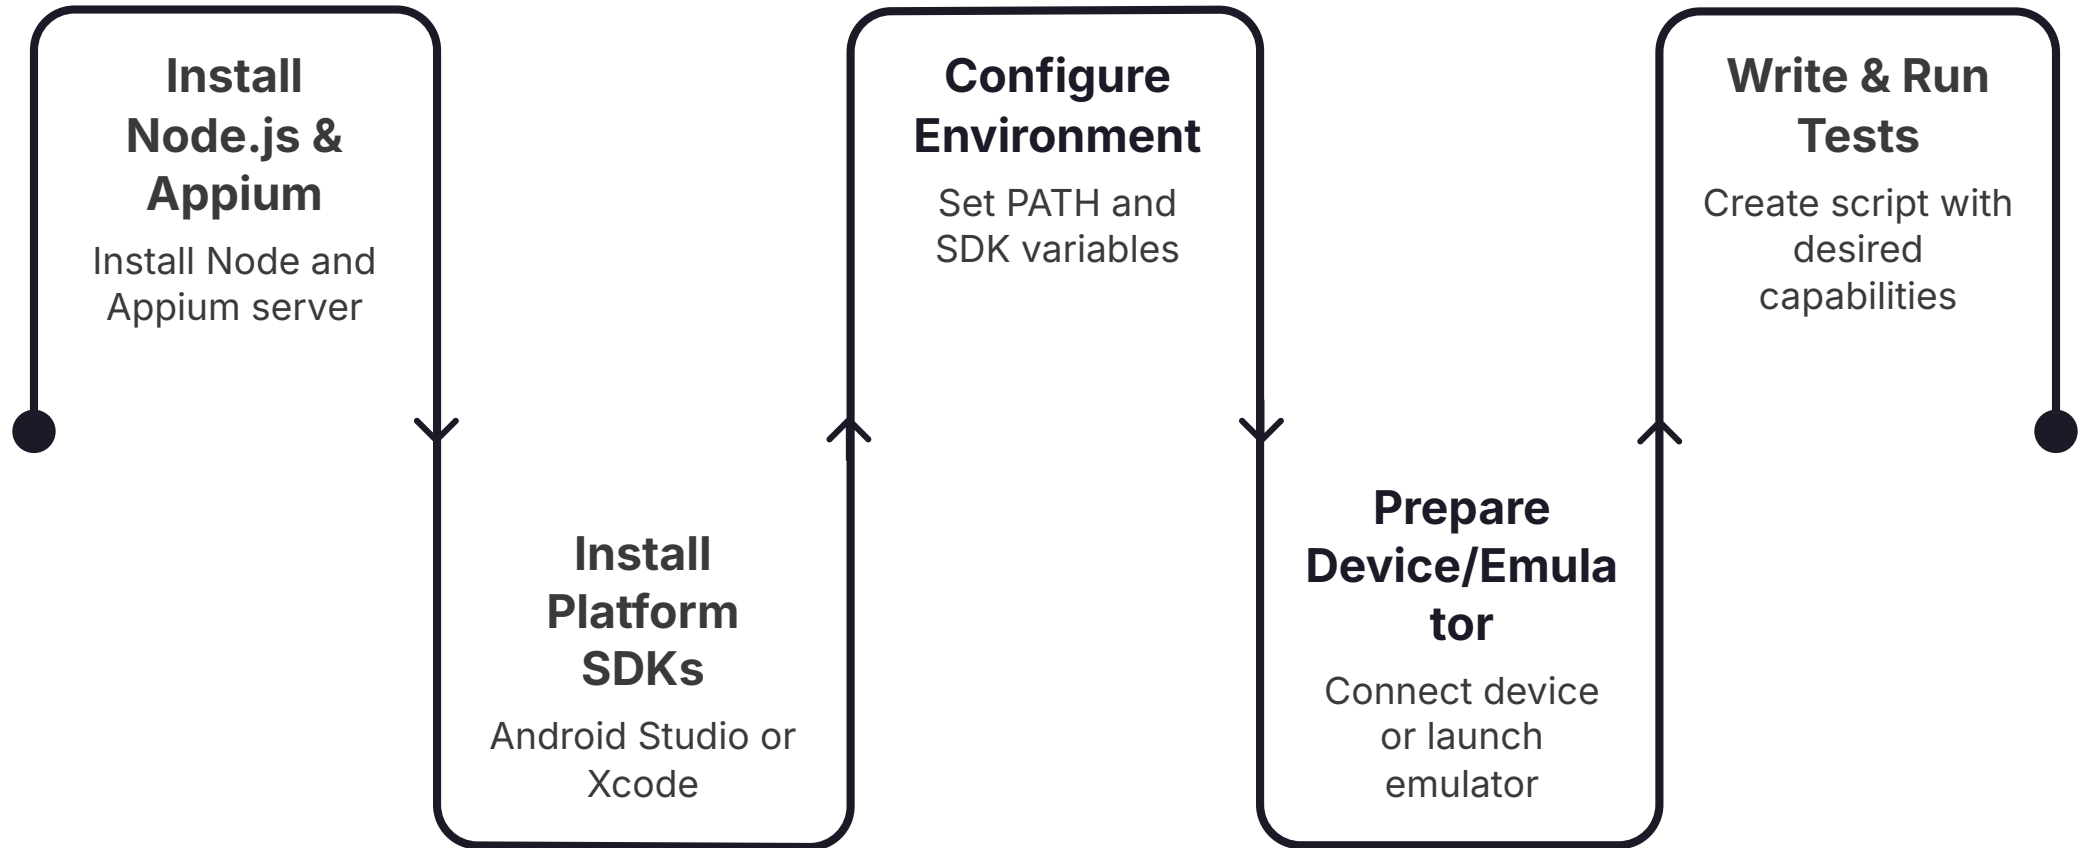 Install
Node.js &
Appium
Install Node and
Appium server
Install
Platform
SDKs
Android Studio or
Xcode
Configure
Environment
Set PATH and
SDK variables
Prepare
Device/Emula
tor
Connect device
or launch
emulator
Write & Run
Tests
Create script with
desired
capabilities